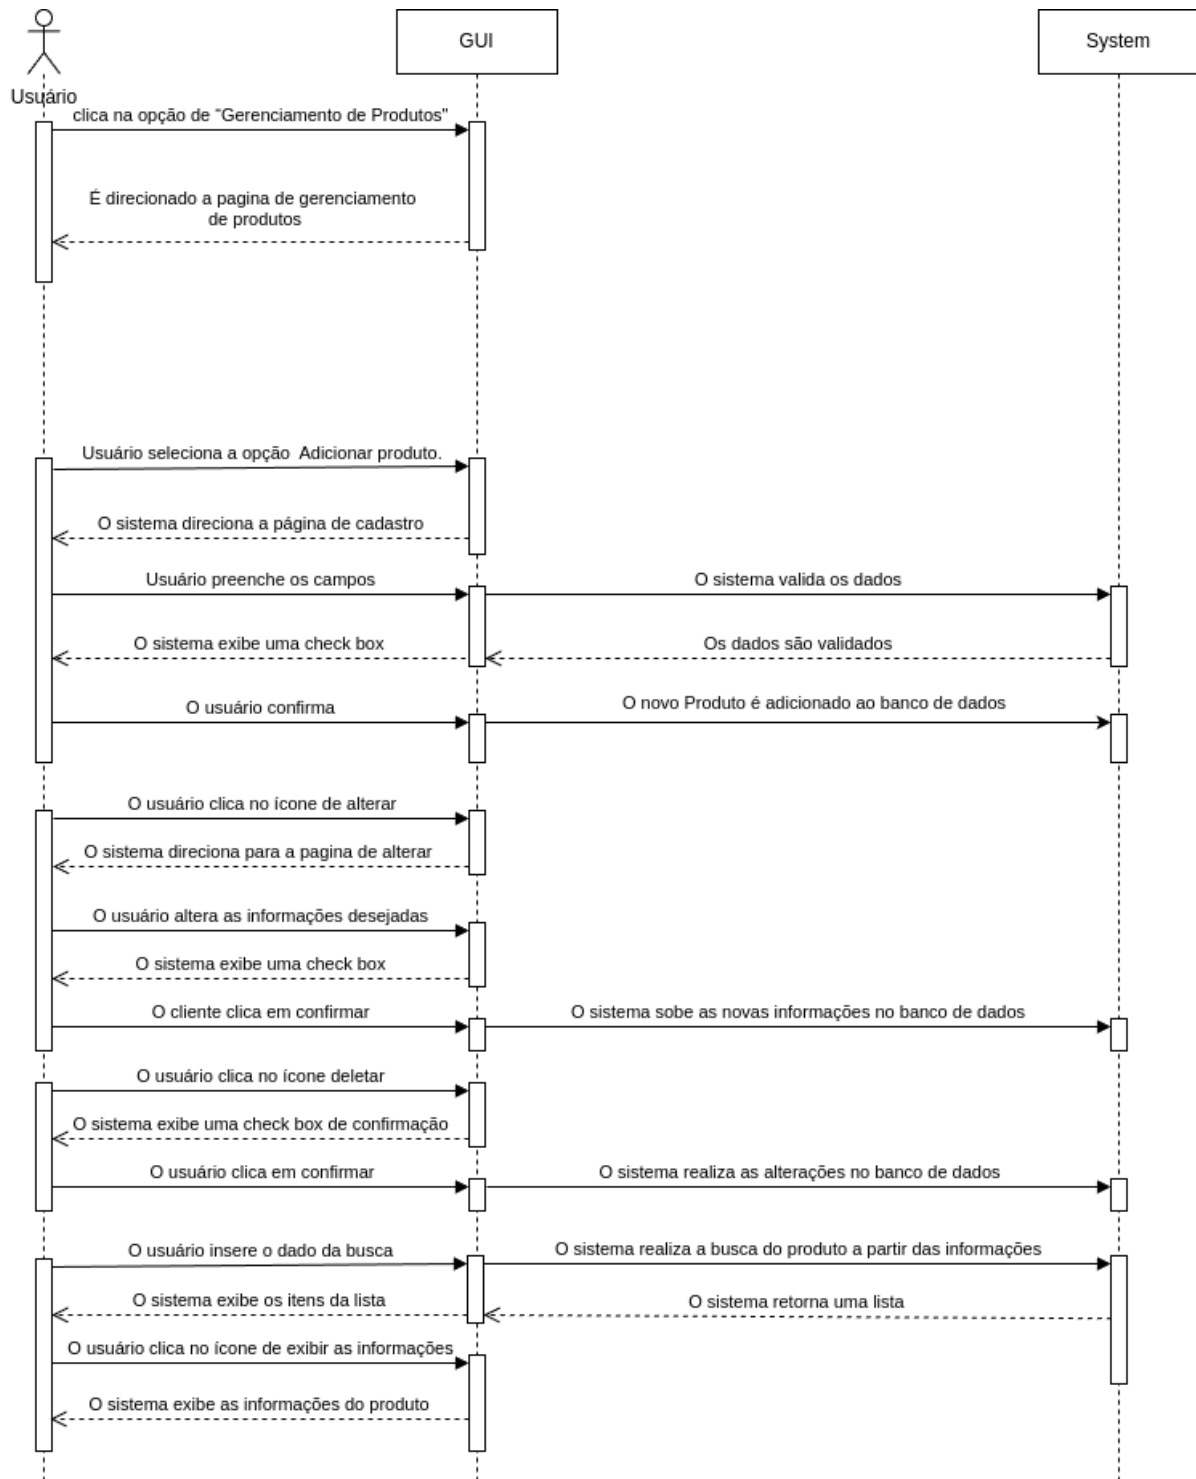 GUI
System
Usuário
clica na opção de "Gerenciamento de Produtos"
É direcionado a pagina de gerenciamento
de produtos
Usuário seleciona a opção  Adicionar produto.
O sistema direciona a página de cadastro
Usuário preenche os campos
O sistema valida os dados
O sistema exibe uma check box
Os dados são validados
O usuário confirma
O novo Produto é adicionado ao banco de dados
O usuário clica no ícone de alterar
O sistema direciona para a pagina de alterar
O usuário altera as informações desejadas
O sistema exibe uma check box
O cliente clica em confirmar
O sistema sobe as novas informações no banco de dados
O usuário clica no ícone deletar
O sistema exibe uma check box de confirmação
O usuário clica em confirmar
O sistema realiza as alterações no banco de dados
O usuário insere o dado da busca
O sistema realiza a busca do produto a partir das informações
O sistema exibe os itens da lista
O sistema retorna uma lista
O usuário clica no ícone de exibir as informações
O sistema exibe as informações do produto